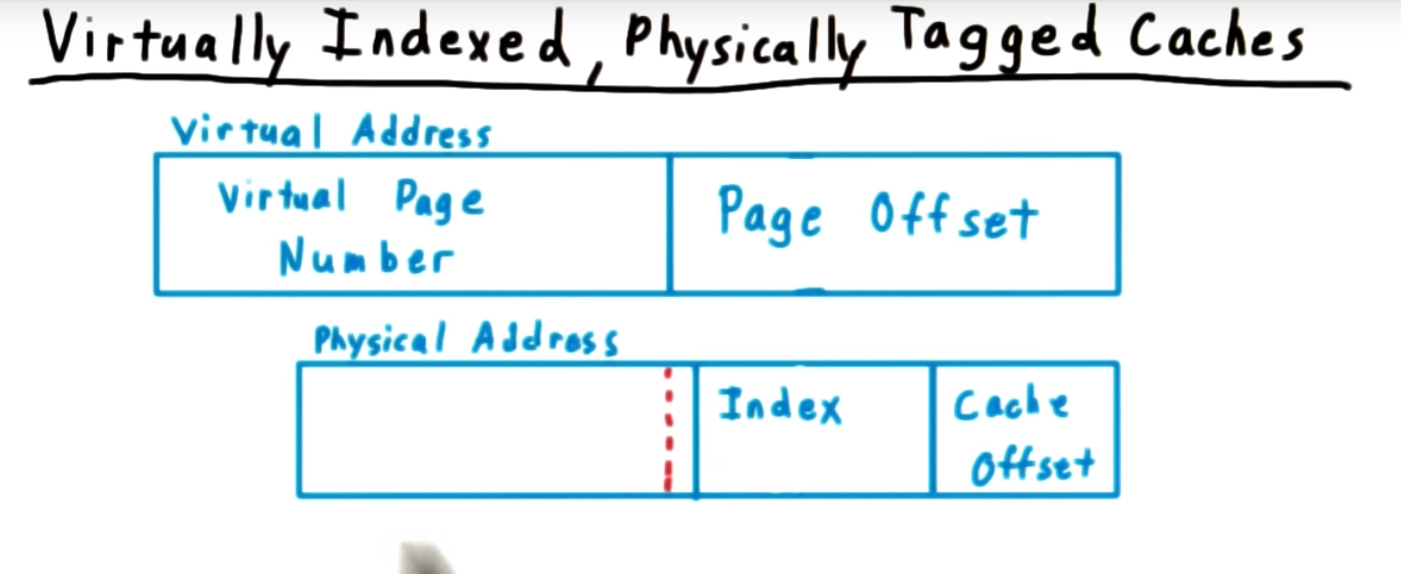 Virtually Indexed, Physically Tagged Caches
Virtual Address
Virtual Page
Number
Page Offset
Physical Address
Index
Cache
Offset